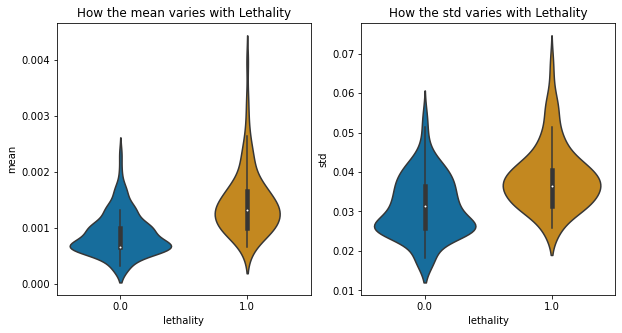 How the mean varies with Lethality
mean
0.004
0.003
0.002
0.001
0.000
0.0
1.0
lethality
How the std varies with Lethality
std
0.07
0.06
0.05
0.04
0.03
0.02
0.01
0.0
1.0
lethality